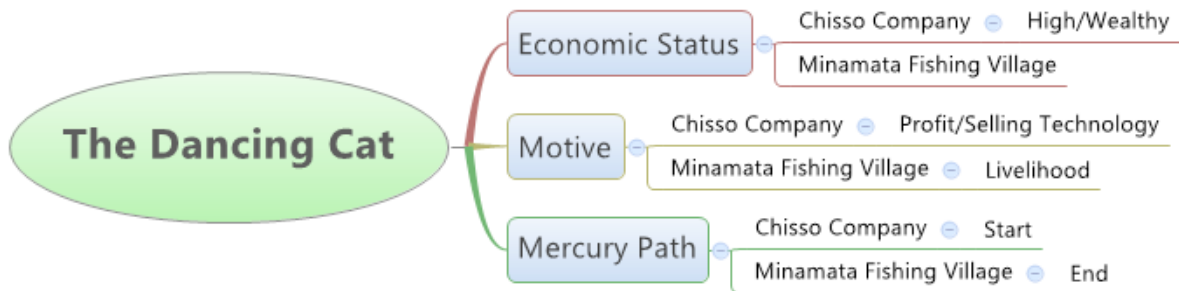 The Dancing Cat
Economic Status
Chisso Company
High/Wealthy
Minamata Fishing Village
Motive
Chisso Company
Profit/Selling Technology
Minamata Fishing Village
Livelihood
Mercury Path
Chisso Company
Start
Minamata Fishing Village
End